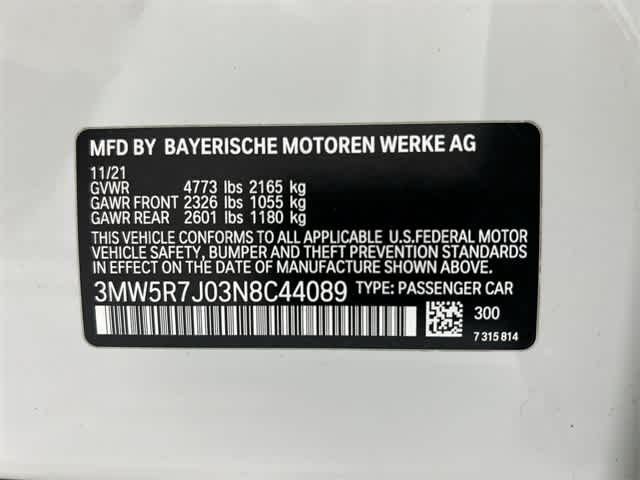 MFD BY BAYERISCHE MOTOREN WERKE AG
11/21
GVWR 4773 lbs 2165 kg
GAWR FRONT 2326 lbs 1055 kg
GAWR REAR 2601 lbs 1180 kg
THIS VEHICLE CONFORMS TO ALL APPLICABLE U.S.FEDERAL MOTOR
VEHICLE SAFETY, BUMPER AND THEFT PREVENTION STANDARDS
IN EFFECT ON THE DATE OF MANUFACTURE SHOWN ABOVE.
3MW5R7J03N8C44089 TYPE: PASSENGER CAR
300
7 315 814